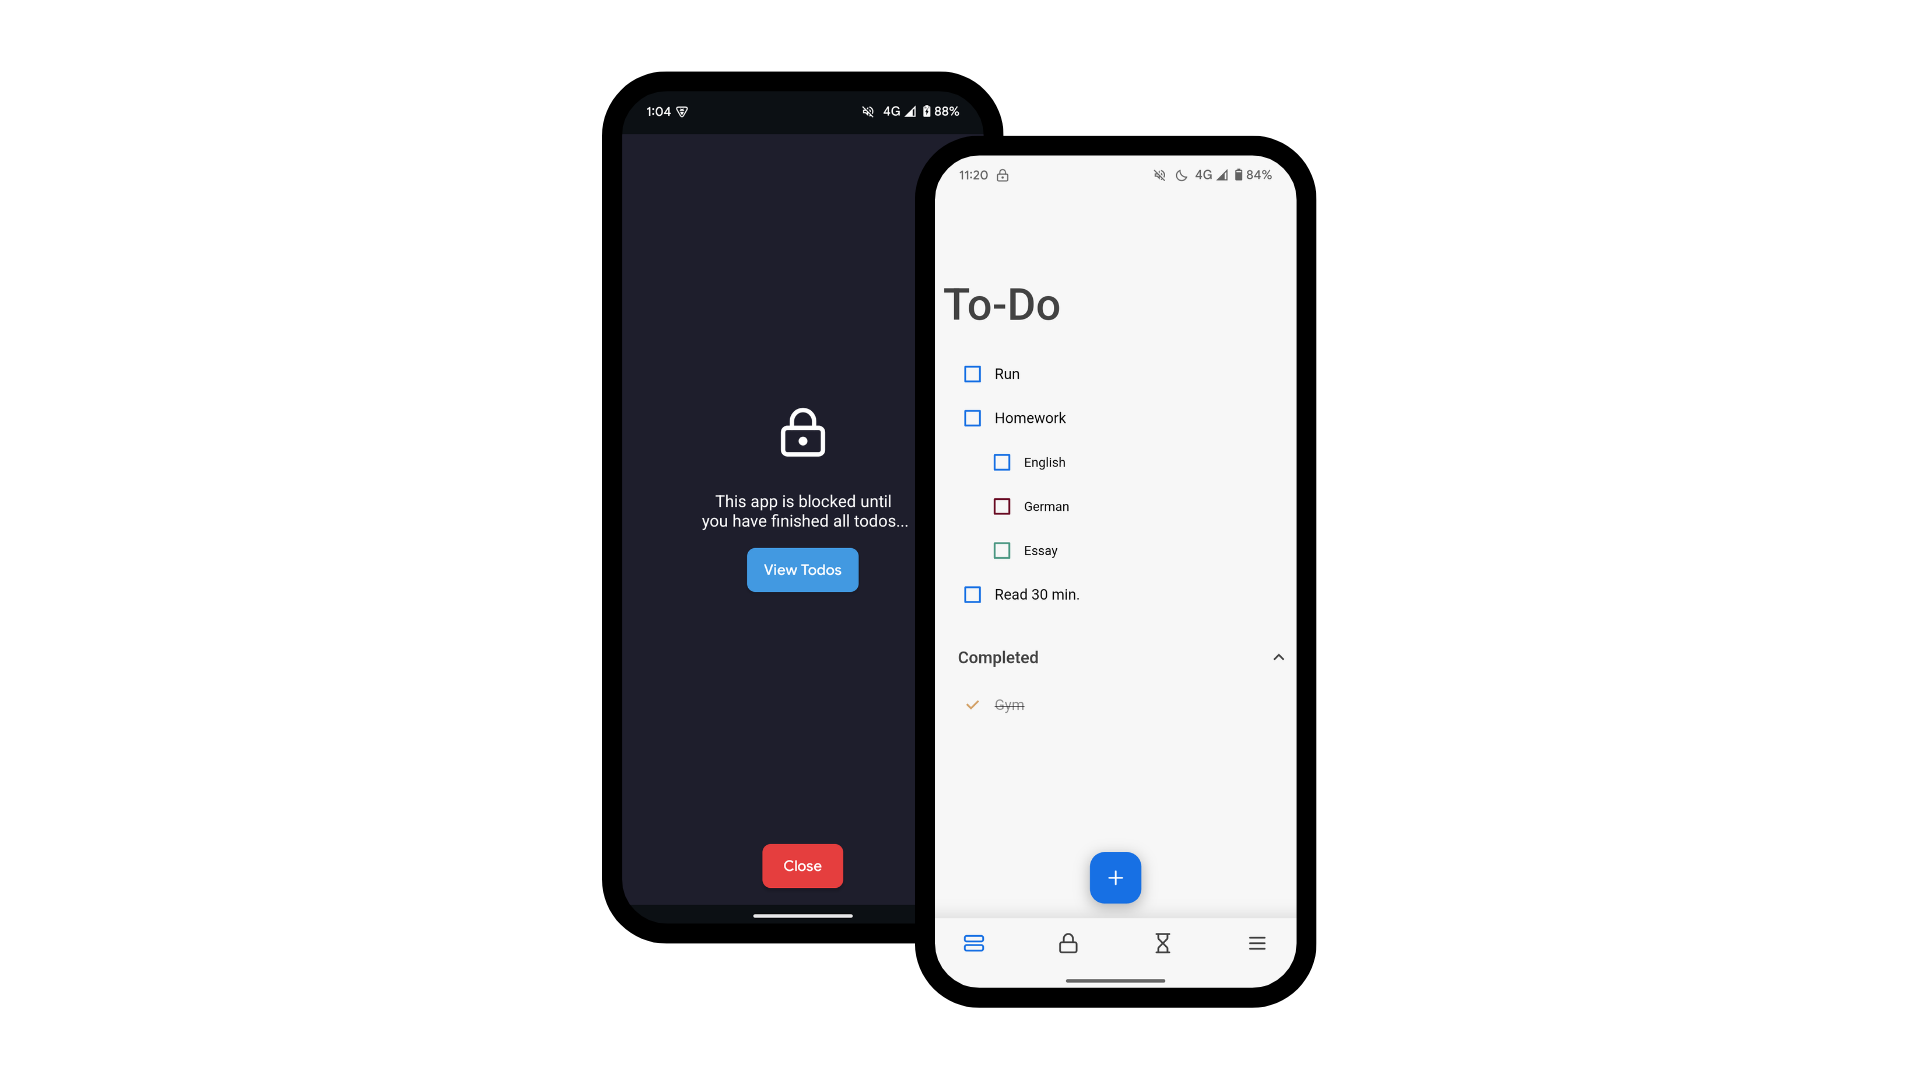 1:04
4G 88%
This app is blocked until
you have finished all todos...
View Todos
Close
11:20
4G 84%
To-Do
Run
Homework
English
German
Essay
Read 30 min.
Completed
Gym